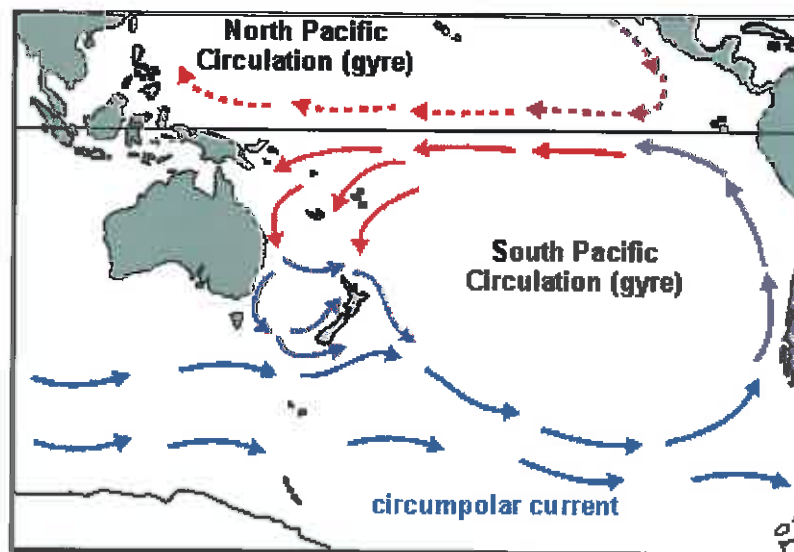 North Pacific
Circulation (gyre)
South Pacific
Circulation (gyre)
circumpolar current